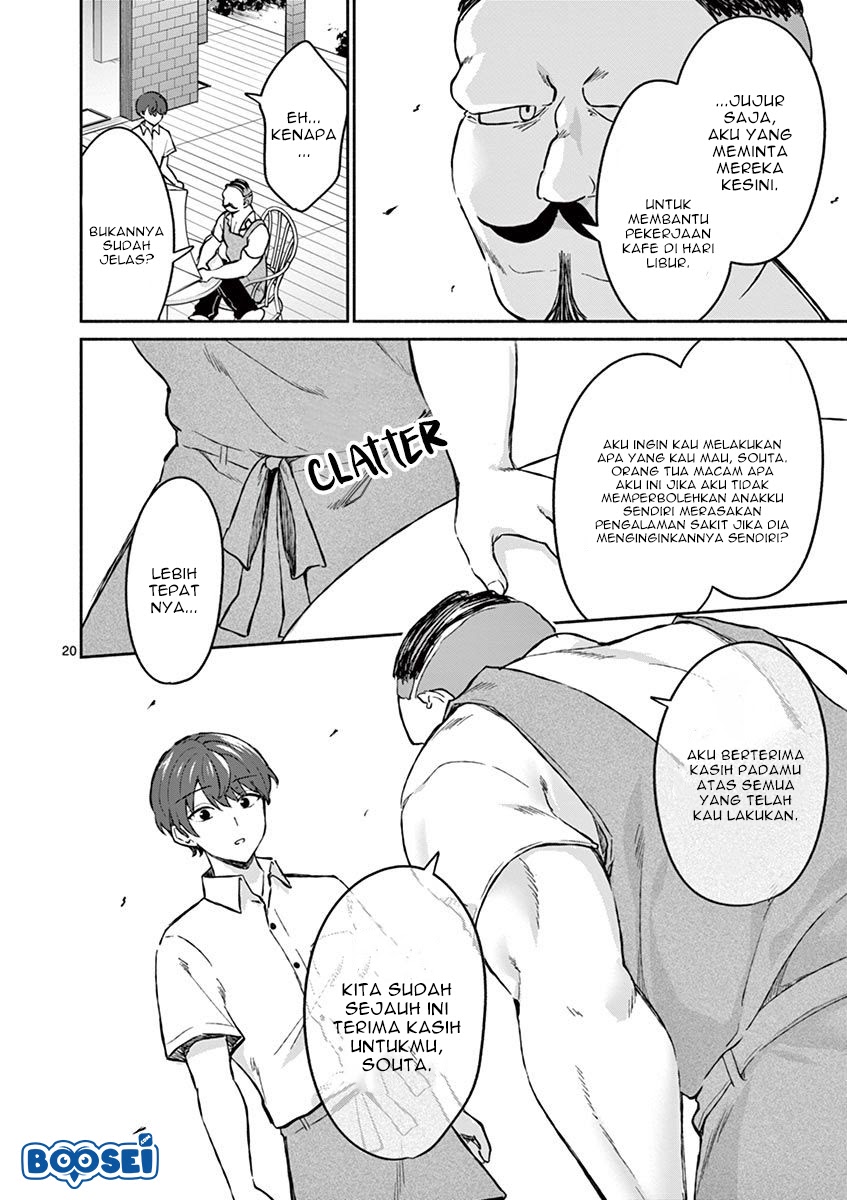 ...JUJUR
SAJA,
AKU YANG
MEMINTA
MEREKA
KESINI.
UNTUK
MEMBANTU
PEKERJAAN
KAFE DI HARI
LIBUR.
EH...
KENAPA
...
BUKANNYA
SUDAH
JELAS?
AKU INGIN KAU MELAKUKAN
APA YANG KAU MAU, SOUTA.
ORANG TUA MACAM APA
AKU INI JIKA AKU TIDAK
MEMPERBOLEHKAN ANAKKU
SENDIRI MERASAKAN
PENGALAMAN SAKIT JIKA DIA
MENGINGINKANNYA SENDIRI?
CLATTER
LEBIH
TEPAT
NYA...
20
AKU BERTERIMA
KASIH PADAMU
ATAS SEMUA
YANG TELAH
KAU LAKUKAN.
KITA SUDAH
SEJAUH INI
TERIMA KASIH
UNTUKMU,
SOUTA.
BOOSEI